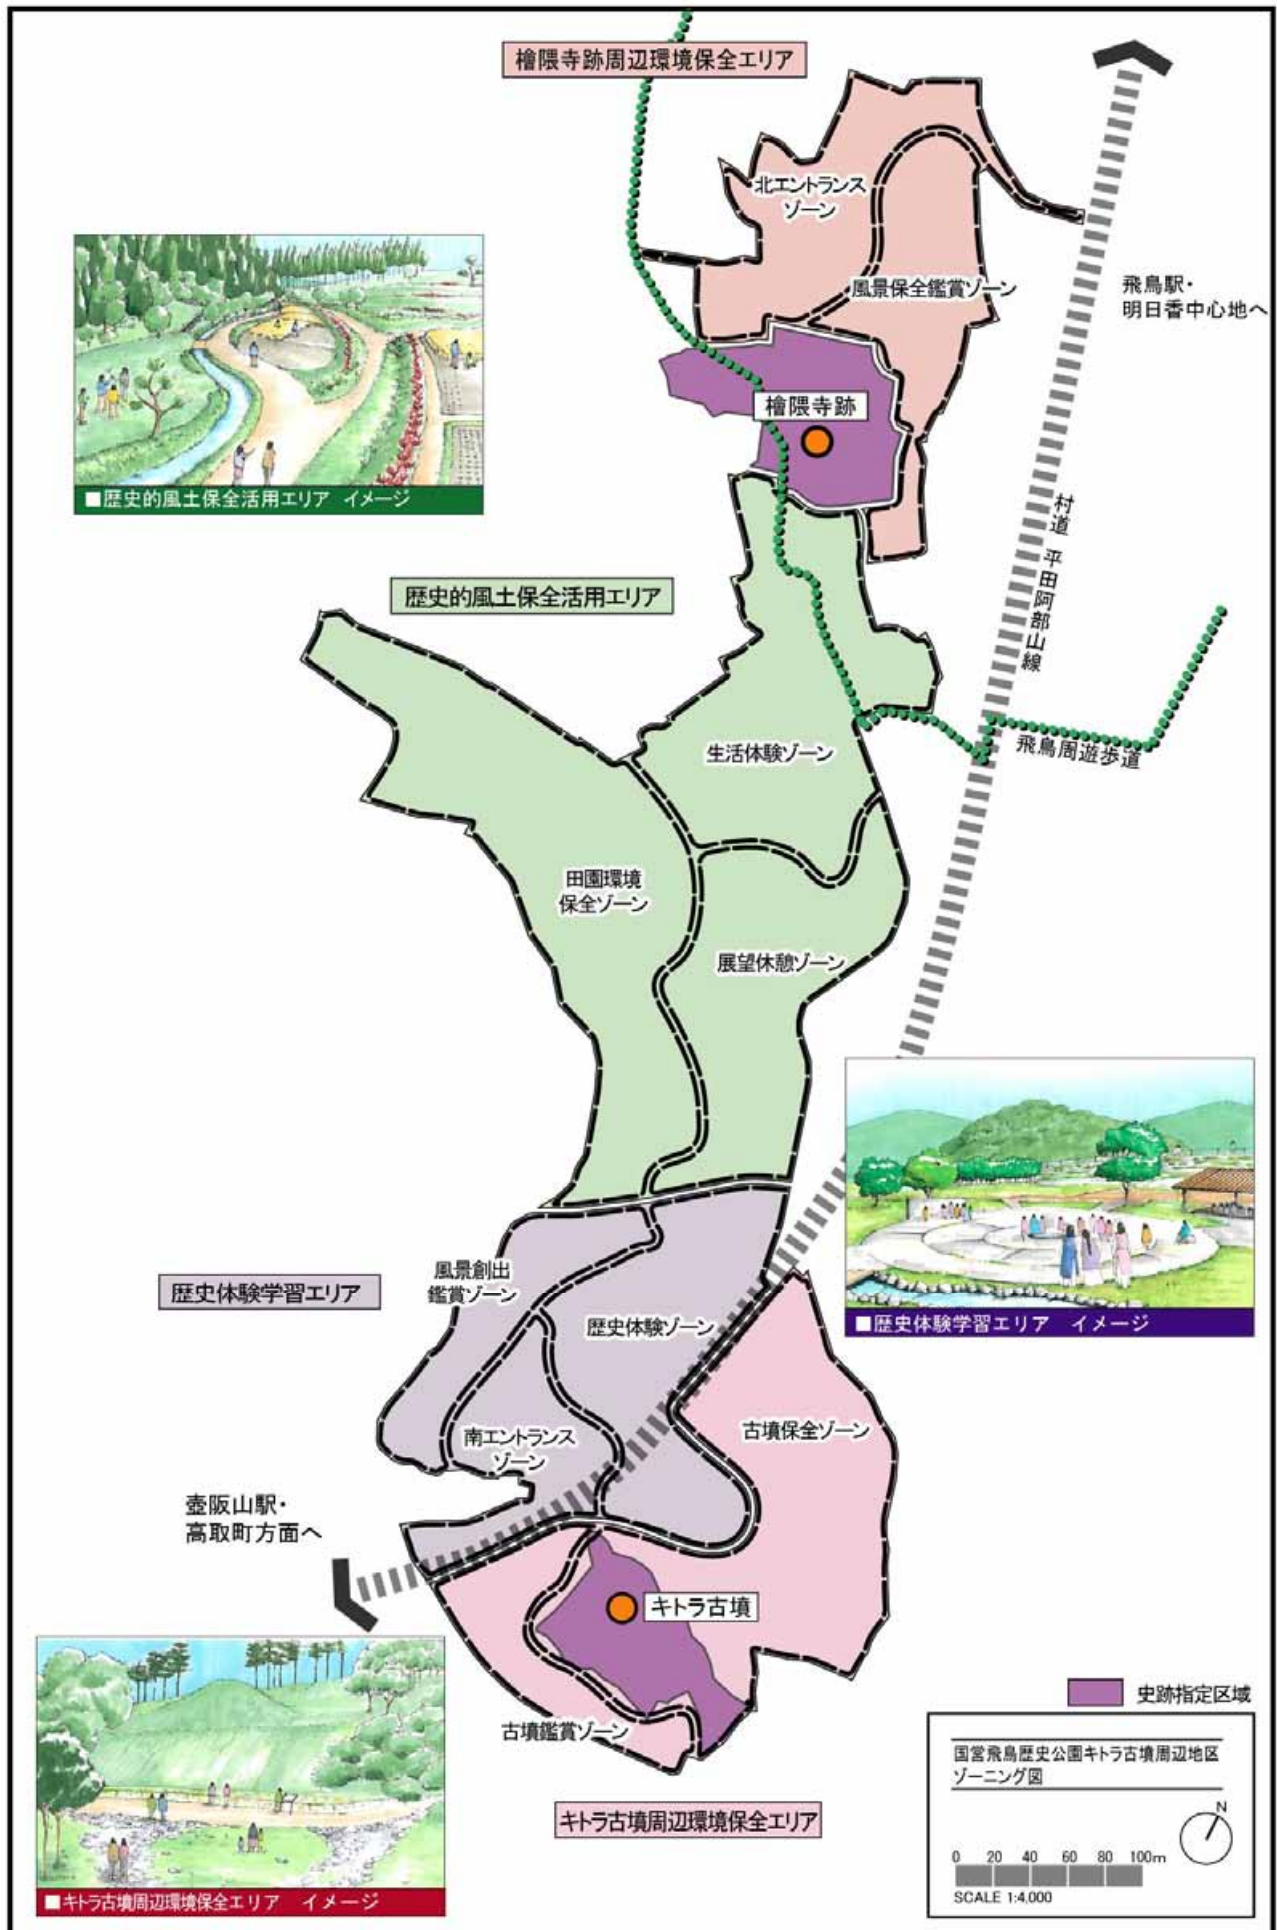 檜隈寺跡周辺環境保全エリア
北エントランス
ゾーン
風景保全鑑賞ゾーン
飛鳥駅・
明日香中心地へ
檜隈寺跡
■歴史的風土保全活用エリア イメージ
村道 平田阿部山線
歴史的風土保全活用エリア
飛鳥周遊歩道
生活体験ゾーン
田園環境
保全ゾーン
展望休憩ゾーン
風景創出
鑑賞ゾーン
歴史体験学習エリア
歴史体験ゾーン
■歴史体験学習エリア イメージ
古墳保全ゾーン
南エントランス
ゾーン
壺阪山駅・
高取町方面へ
キトラ古墳
古墳鑑賞ゾーン
キトラ古墳周辺環境保全エリア
■キトラ古墳周辺環境保全エリア イメージ
史跡指定区域
国営飛鳥歴史公園キトラ古墳周辺地区
ゾーニング図
N
0 20 40 60 80 100m
SCALE 1:4,000